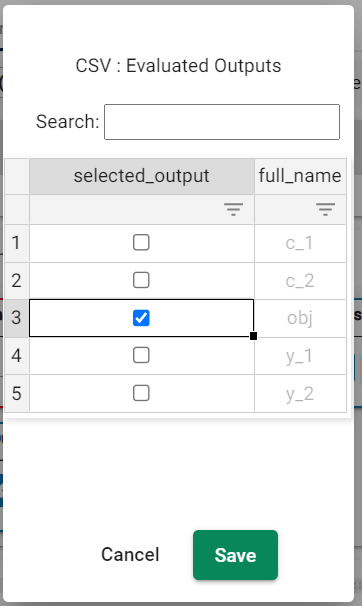 CSV : Evaluated Outputs
Search:
selected_output full_name
1 c_1
2 c_2
3 obj
4 y_1
5 y_2
Cancel Save